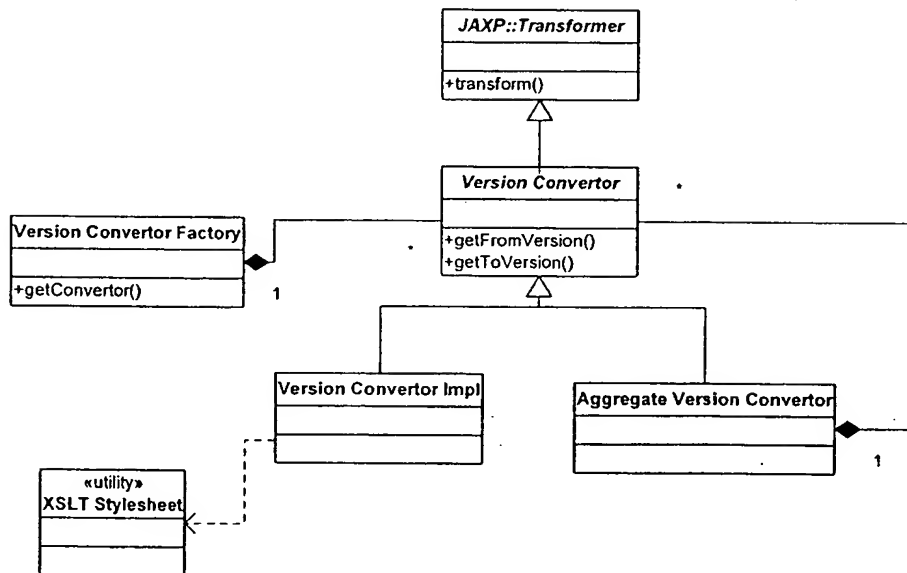 JAXP::Transformer
+transform()
Version Convertor
*
+getFromVersion()
+getToVersion()
Version Convertor Factory
*
+getConvertor()
1
Version Convertor Impl
Aggregate Version Convertor
1
«utility»
XSLT Stylesheet